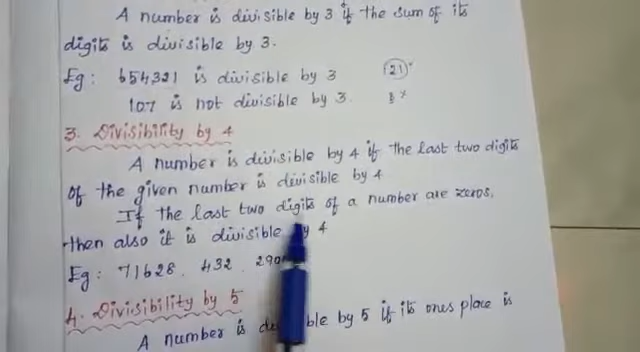 A number is divisible by 3 if the sum of its
digits is divisible by 3.
Eg: 654321 is divisible by 3 21
107 is not divisible by 3.
3. Divisibility by 4
A number is divisible by 4 if the last two digits
of the given number is divisible by 4
If the last two digits of a number are zeros,
then also it is divisible by 4
Eg: 71628, 432,
4. Divisibility by 5
A number is by 5 if its ones place is